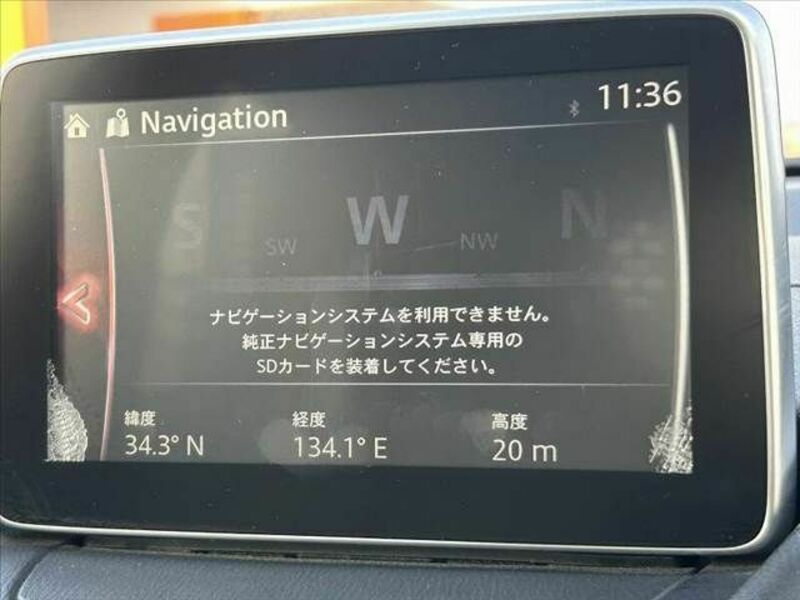 Navigation
11:36
S
SW
W
NW
N
ナビゲーションシステムを利用できません。
純正ナビゲーションシステム専用の
SDカードを装着してください。
緯度
経度
高度
34.3° N
134.1° E
20 m